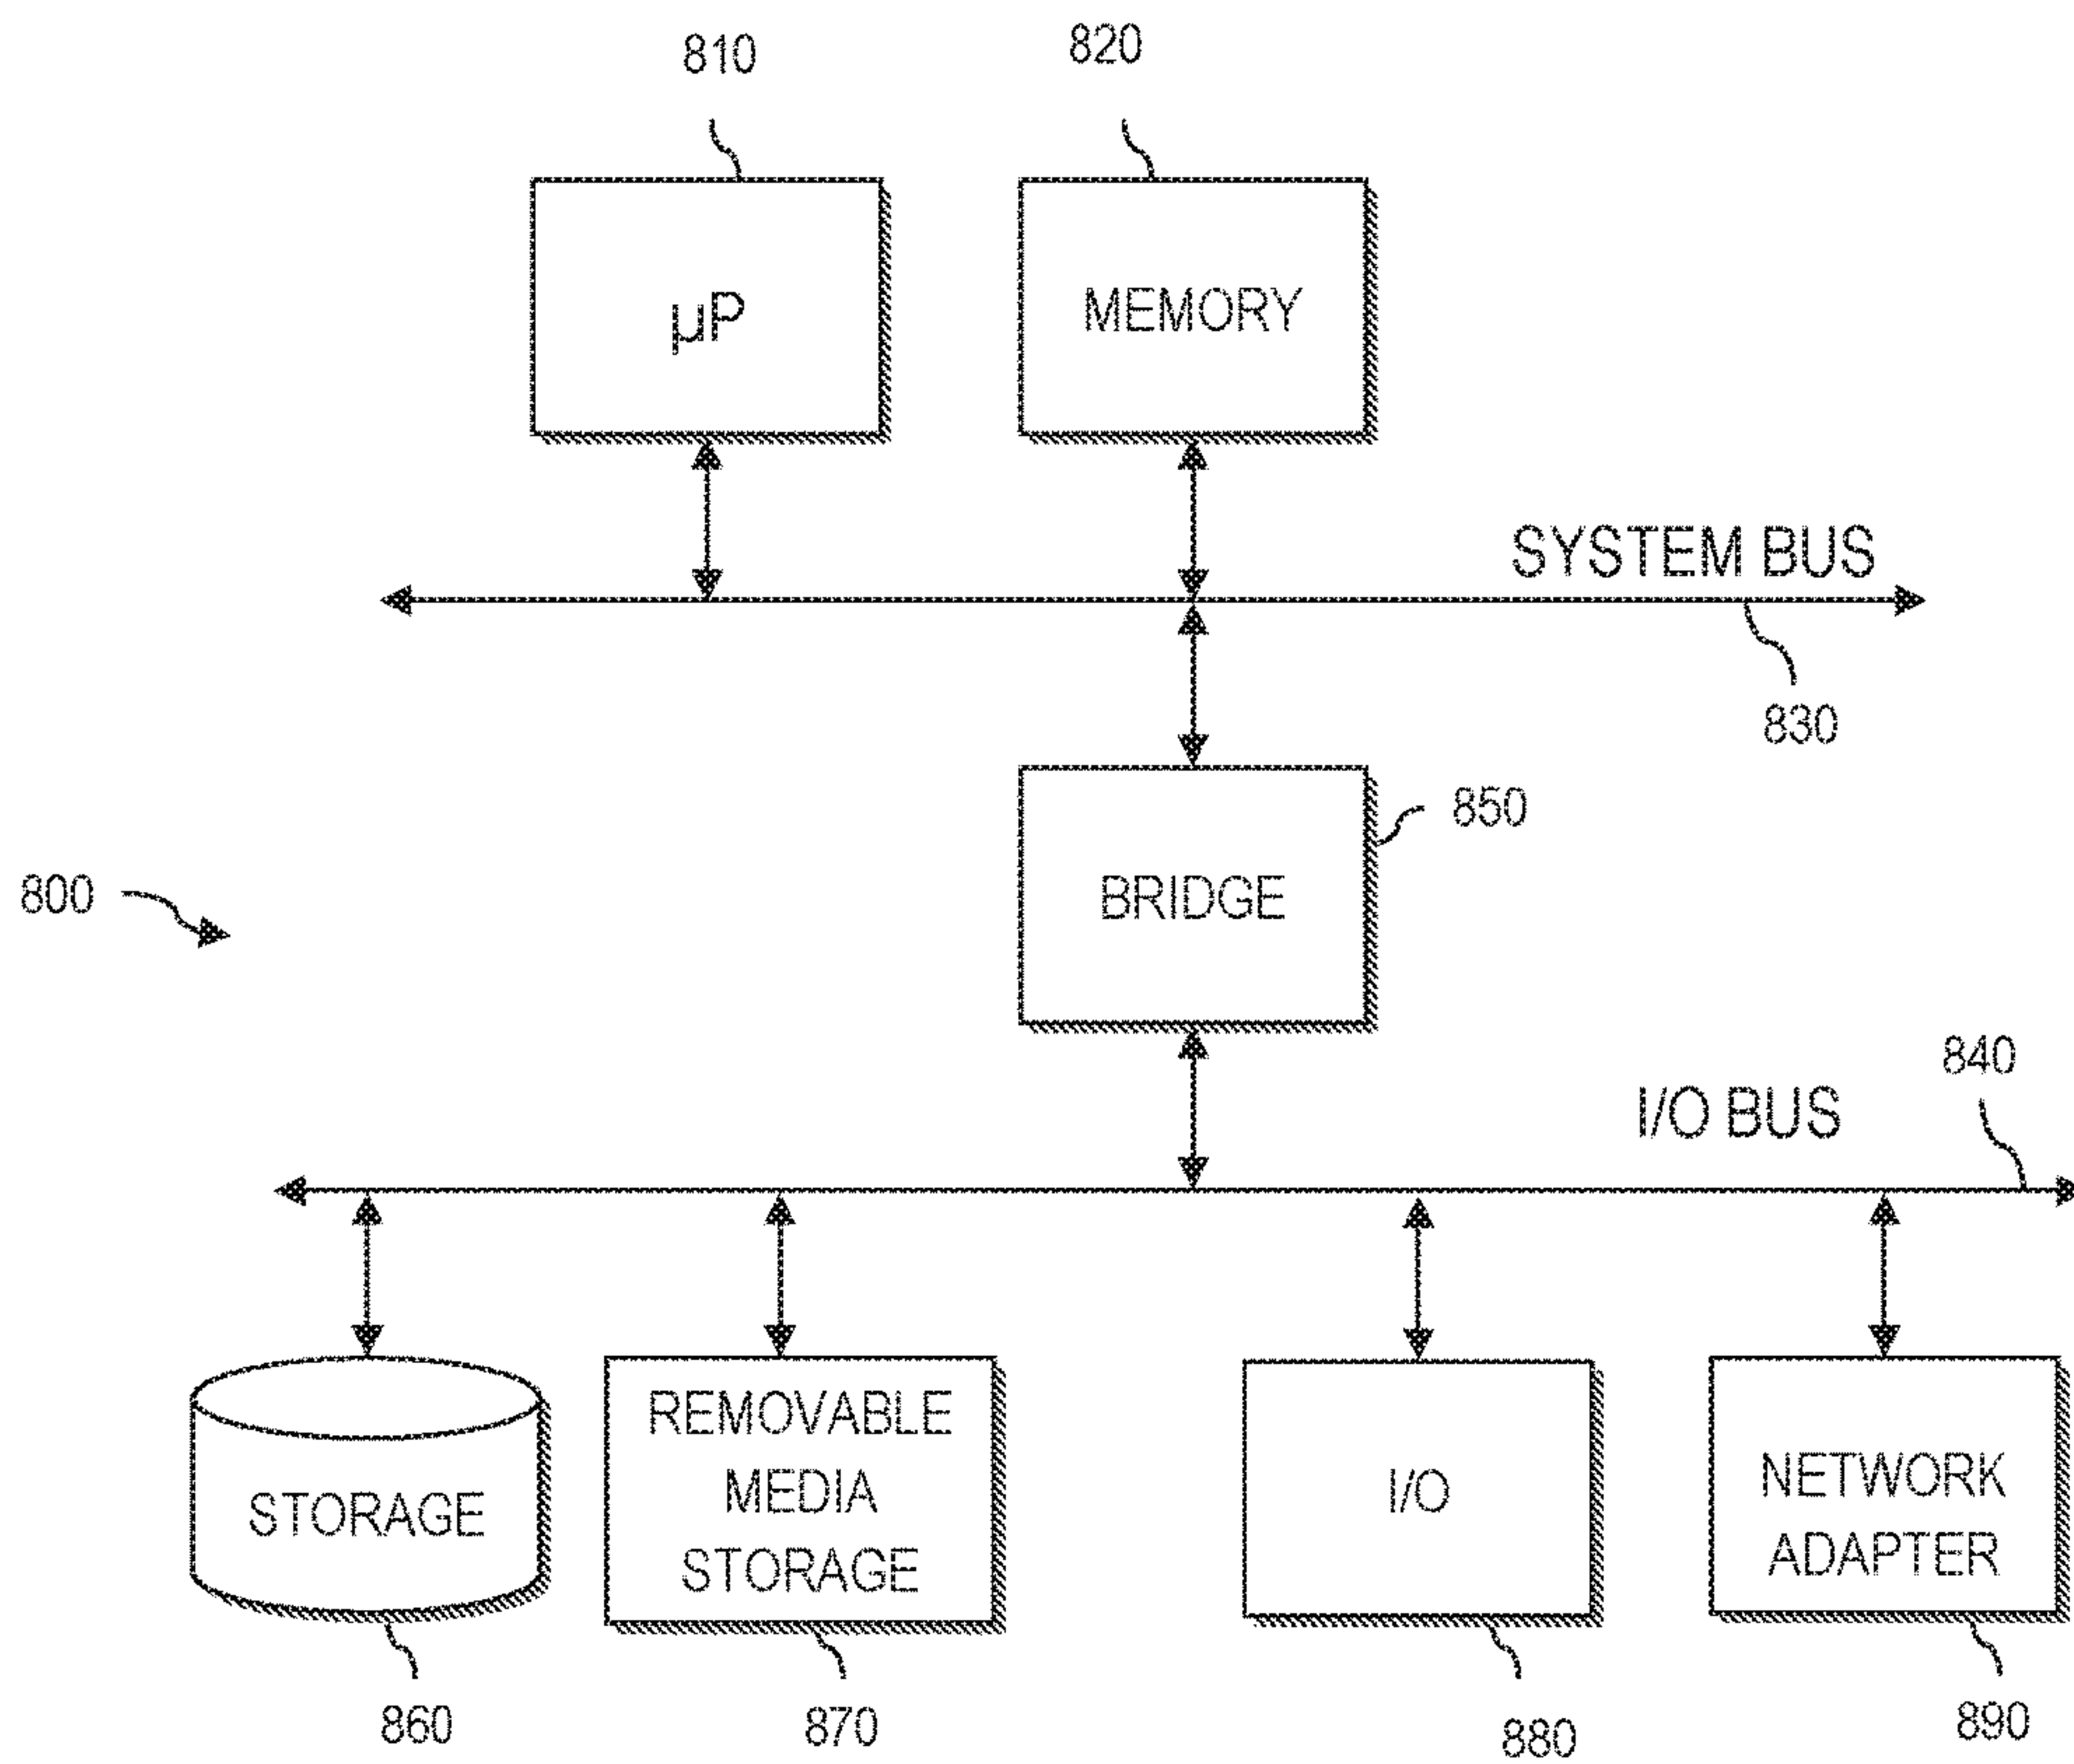 810
820
µP
MEMORY
SYSTEM BUS
830
850
BRIDGE
800
840
I/O BUS
STORAGE
REMOVABLE
MEDIA
STORAGE
I/O
NETWORK
ADAPTER
860
870
880
890